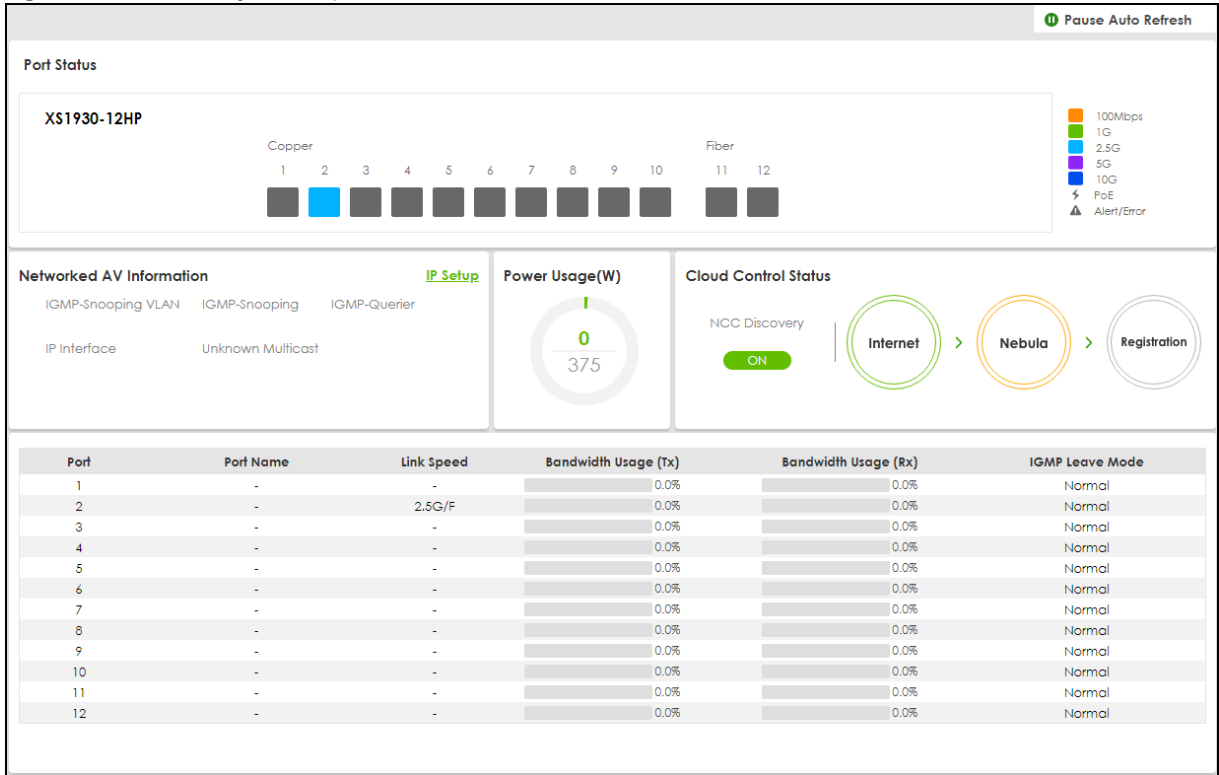 Pause Auto Refresh
Port Status
XS1930-12HP
Copper
Fiber
1 2 3 4 5 6 7 8 9 10 11 12
100Mbps
1G
2.5G
5G
10G
PoE
Alert/Error
Networked AV Information IP Setup
IGMP-Snooping VLAN IGMP-Snooping IGMP-Querier
IP Interface Unknown Multicast
Power Usage(W)
0
375
Cloud Control Status
NCC Discovery
ON
Internet > Nebula > Registration
Port Port Name Link Speed Bandwidth Usage (Tx) Bandwidth Usage (Rx) IGMP Leave Mode
1 - - 0.0% 0.0% Normal
2 - 2.5G/F 0.0% 0.0% Normal
3 - - 0.0% 0.0% Normal
4 - - 0.0% 0.0% Normal
5 - - 0.0% 0.0% Normal
6 - - 0.0% 0.0% Normal
7 - - 0.0% 0.0% Normal
8 - - 0.0% 0.0% Normal
9 - - 0.0% 0.0% Normal
10 - - 0.0% 0.0% Normal
11 - - 0.0% 0.0% Normal
12 - - 0.0% 0.0% Normal